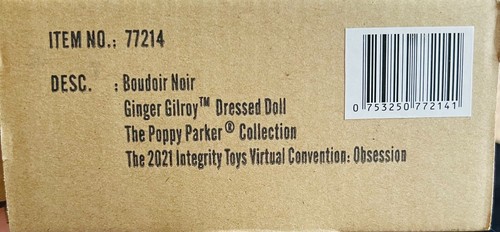 ITEM NO.: 77214
DESC. : Boudoir Noir
Ginger Gilroy™ Dressed Doll
The Poppy Parker® Collection
The 2021 Integrity Toys Virtual Convention: Obsession
0 753250 772141